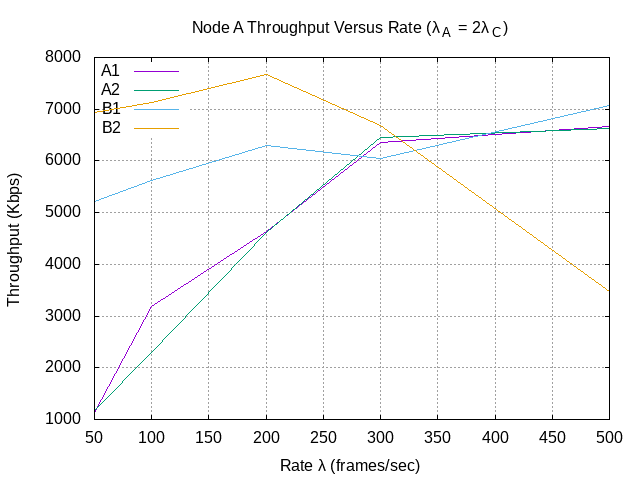 Node A Throughput Versus Rate (λA = 2λC)
8000
7000
6000
5000
4000
3000
2000
1000
A1
A2
B1
B2
Throughput (Kbps)
50 100 150 200 250 300 350 400 450 500
Rate λ (frames/sec)